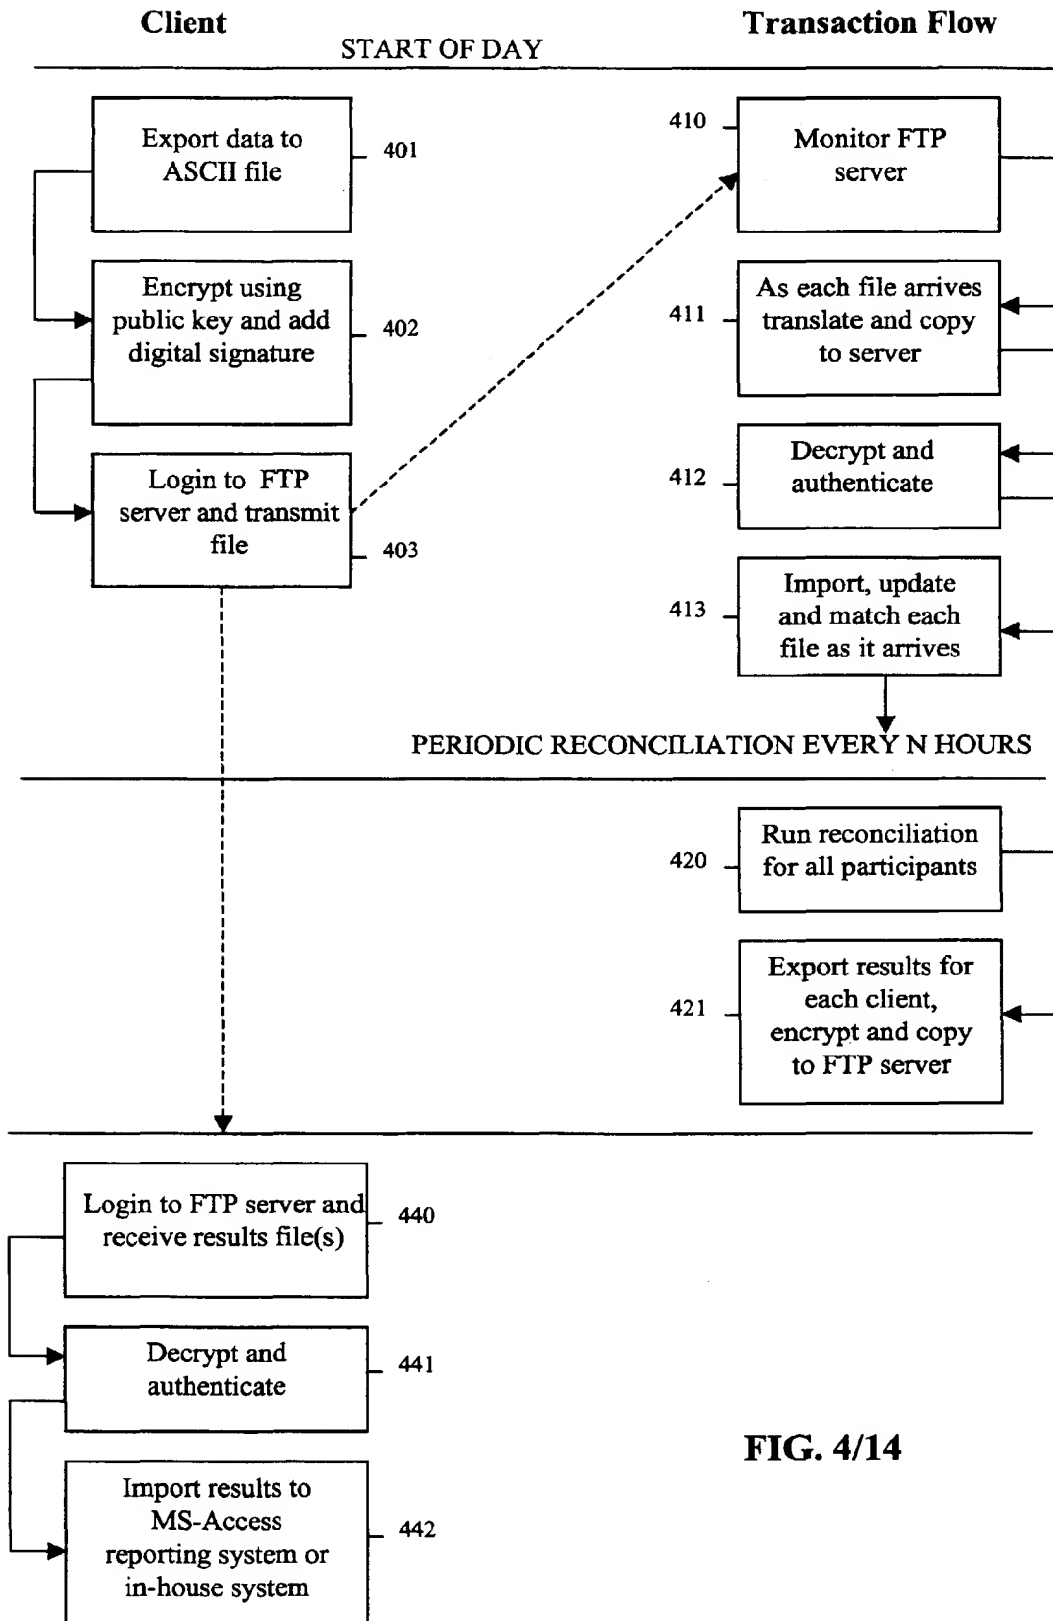 Client
Transaction Flow
START OF DAY
Export data to
ASCII file
401
Encrypt using
public key and add
digital signature
402
Login to FTP
server and transmit
file
403
410
Monitor FTP
server
411
As each file arrives
translate and copy
to server
412
Decrypt and
authenticate
413
Import, update
and match each
file as it arrives
PERIODIC RECONCILIATION EVERY N HOURS
420
Run reconciliation
for all participants
421
Export results for
each client,
encrypt and copy
to FTP server
Login to FTP server and
receive results file(s)
440
Decrypt and
authenticate
441
Import results to
MS-Access
reporting system or
in-house system
442
FIG. 4/14